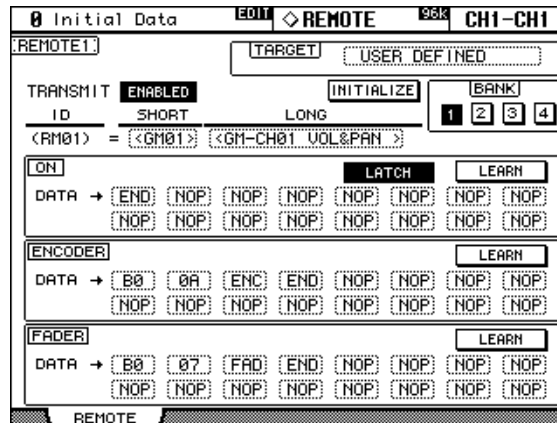 0 Initial Data EDIT ◇REMOTE 96k CH1-CH1
REMOTE1 TARGET USER DEFINED
TRANSMIT ENABLED INITIALIZE BANK
ID SHORT LONG 1 2 3 4
(RM01) = <GM01> <GM-CH01 VOL&PAN >
ON LATCH LEARN
DATA → END NOP NOP NOP NOP NOP NOP NOP
NOP NOP NOP NOP NOP NOP NOP NOP
ENCODER LEARN
DATA → B0 0A ENC END NOP NOP NOP NOP
NOP NOP NOP NOP NOP NOP NOP NOP
FADER LEARN
DATA → B0 07 FAD END NOP NOP NOP NOP
NOP NOP NOP NOP NOP NOP NOP NOP
REMOTE